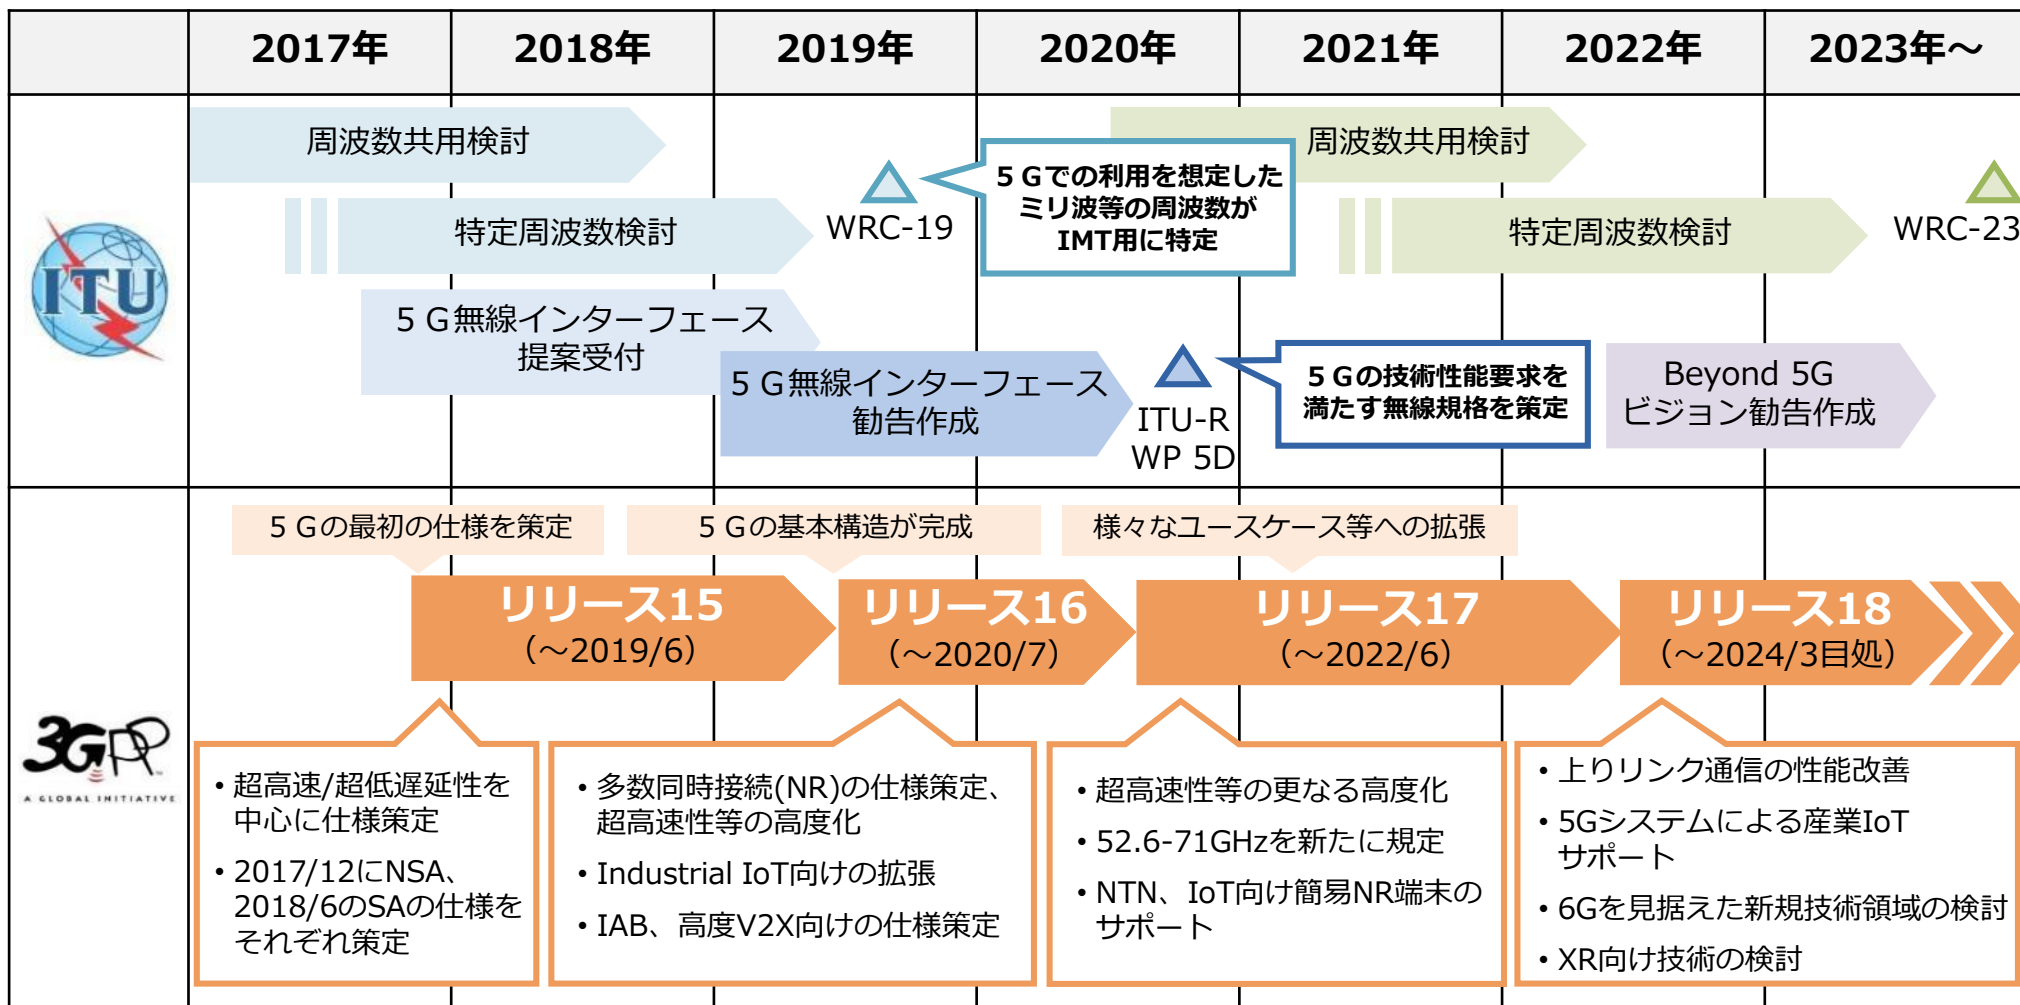 2017年
2018年
2019年
2020年
2021年
2022年
2023年～
ITU
周波数共用検討
特定周波数検討
WRC-19
５Ｇでの利用を想定した
ミリ波等の周波数が
IMT用に特定
周波数共用検討
特定周波数検討
WRC-23
５Ｇ無線インターフェース
提案受付
５Ｇ無線インターフェース
勧告作成
ITU-R
WP 5D
５Ｇの技術性能要求を
満たす無線規格を策定
Beyond 5G
ビジョン勧告作成
3GPP
A GLOBAL INITIATIVE
５Ｇの最初の仕様を策定
５Ｇの基本構造が完成
様々なユースケース等への拡張
リリース15
（～2019/6）
リリース16
（～2020/7）
リリース17
（～2022/6）
リリース18
（～2024/3目処）
・超高速/超低遅延性を
中心に仕様策定
・2017/12にNSA、
2018/6のSAの仕様を
それぞれ策定
・多数同時接続(NR)の仕様策定、
超高速性等の高度化
・Industrial IoT向けの拡張
・IAB、高度V2X向けの仕様策定
・超高速性等の更なる高度化
・52.6-71GHzを新たに規定
・NTN、IoT向け簡易NR端末の
サポート
・上りリンク通信の性能改善
・5Gシステムによる産業IoT
サポート
・6Gを見据えた新規技術領域の検討
・XR向け技術の検討